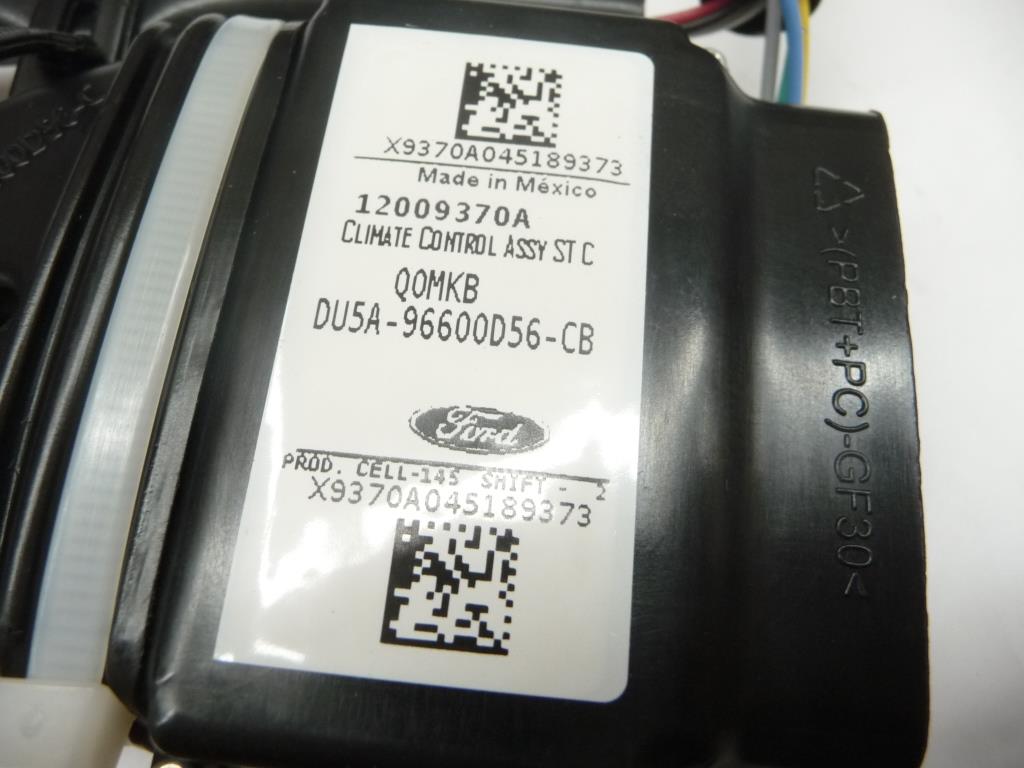 X9370A045189373
Made in México
12009370A
CLIMATE CONTROL ASSY ST C
QOMKB
DU5A-96600D56-CB
Ford
PROD. CELL-145 SHIFT - 2
X9370A045189373
>(PBT+PC)-GF30<